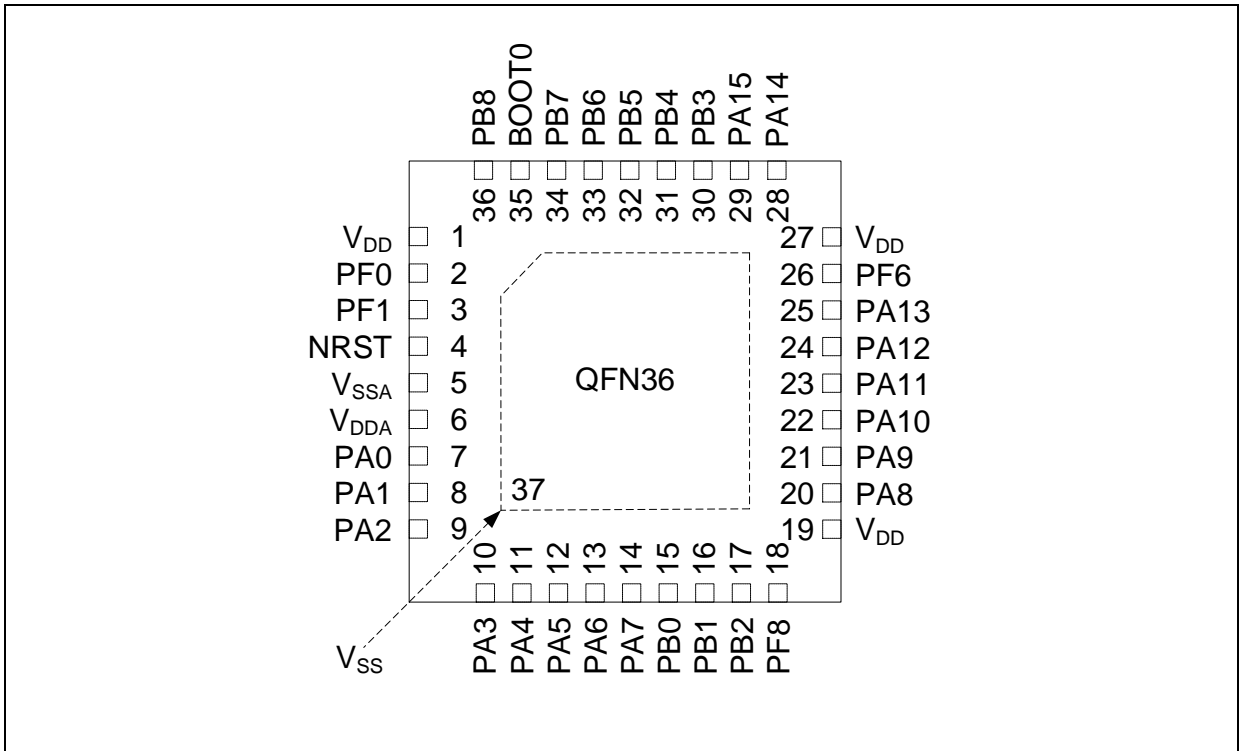 PB8 BOOT0 PB7 PB6 PB5 PB4 PB3 PA15 PA14
36 35 34 33 32 31 30 29 28
VDD 1
PF0 2
PF1 3
NRST 4
VSSA 5
VDDA 6
PA0 7
PA1 8
PA2 9
QFN36
37
27 VDD
26 PF6
25 PA13
24 PA12
23 PA11
22 PA10
21 PA9
20 PA8
19 VDD
10 11 12 13 14 15 16 17 18
PA3 PA4 PA5 PA6 PA7 PB0 PB1 PB2 PF8
VSS